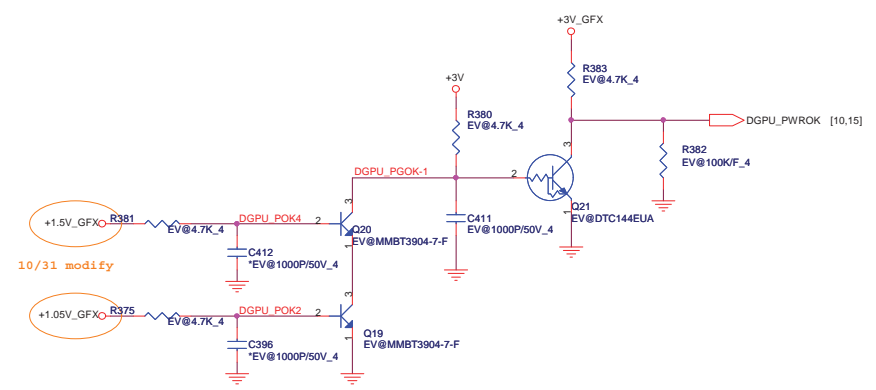 +3V_GFX
R383
EV@4.7K_4
+3V
R380
EV@4.7K_4
DGPU_PWROK [10,15]
3
R382
EV@100K/F_4
DGPU_PGOK-1
2
3
Q21
EV@DTC144EUA
1
+1.5V_GFX
R381
EV@4.7K_4
DGPU_POK4
2
Q20
EV@MMBT3904-7-F
1
C411
EV@1000P/50V_4
C412
*EV@1000P/50V_4
10/31 modify
3
+1.05V_GFX
R375
EV@4.7K_4
DGPU_POK2
2
Q19
EV@MMBT3904-7-F
1
C396
*EV@1000P/50V_4